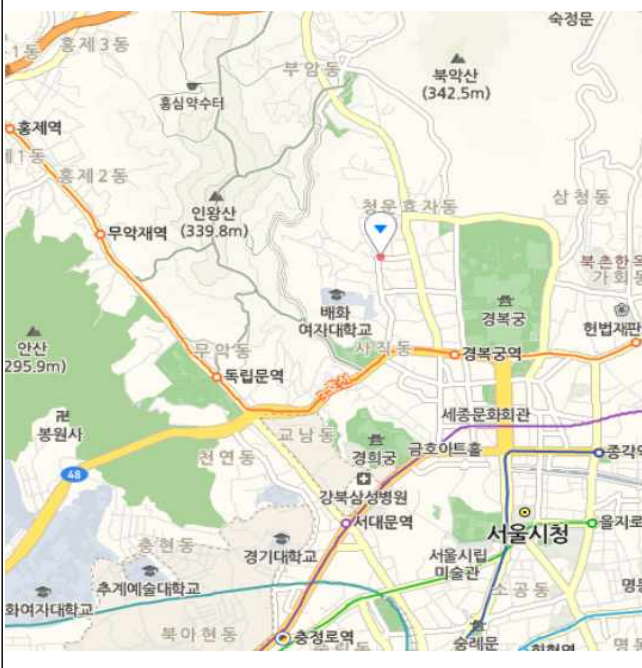 숙정문
1동
홍제3동
부암동
북악산
(342.5m)
홍심약수터
홍제역
제1동
홍제2동
삼청동
인왕산
(339.8m)
청운효자동
무악재역
북촌한옥
가회동
배화
여자대학교
경복궁
헌법재판
안산
295.9m)
무악동
사직동
경복궁역
독립문역
세종문화회관
봉원사
교남동
경희궁
금호아트홀
종각역
천연동
48
강북삼성병원
서대문역
서울시청
을지로
충현동
경기대학교
서울시립
미술관
추계예술대학교
소공동
화여자대학교
북아현동
충정로역
숭례문
회현역
명동